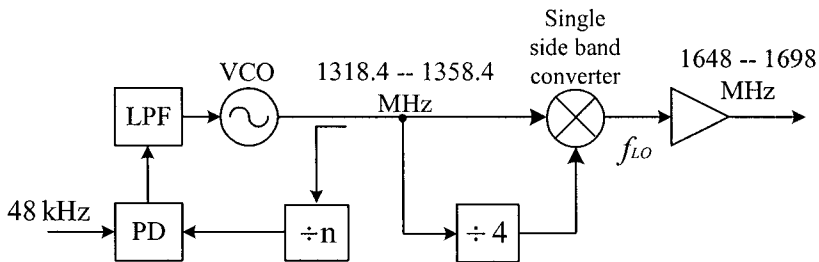 Single
side band
converter
VCO
1318.4 -- 1358.4
MHz
1648 -- 1698
MHz
LPF
f_LO
48 kHz
PD
÷n
÷ 4